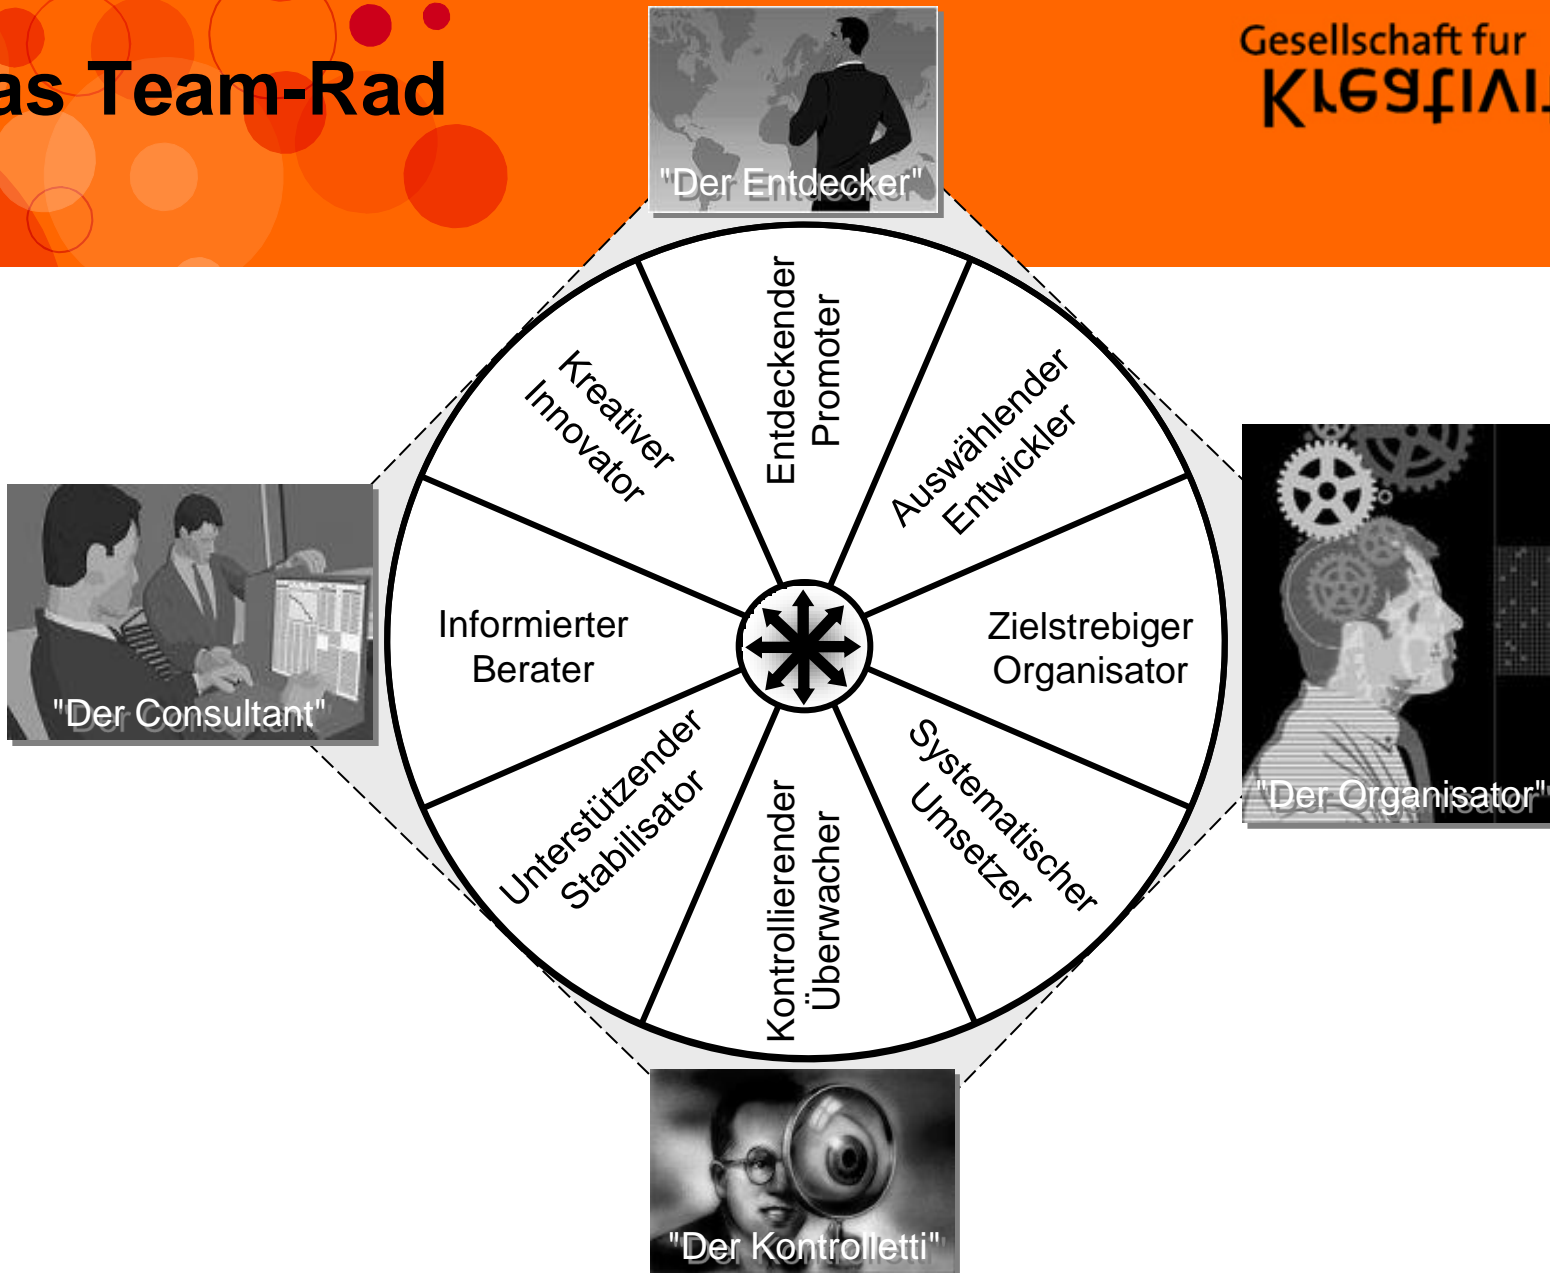 as Team-Rad
Gesellschaft fur
Kreativi
"Der Entdecker"
Entdeckender
Promoter
Kreativer
Innovator
Auswählender
Entwickler
Informierter
Berater
Zielstrebiger
Organisator
"Der Consultant"
"Der Organisator"
Unterstützender
Stabilisator
Systematischer
Umsetzer
Kontrollierender
Überwacher
"Der Kontrolletti"